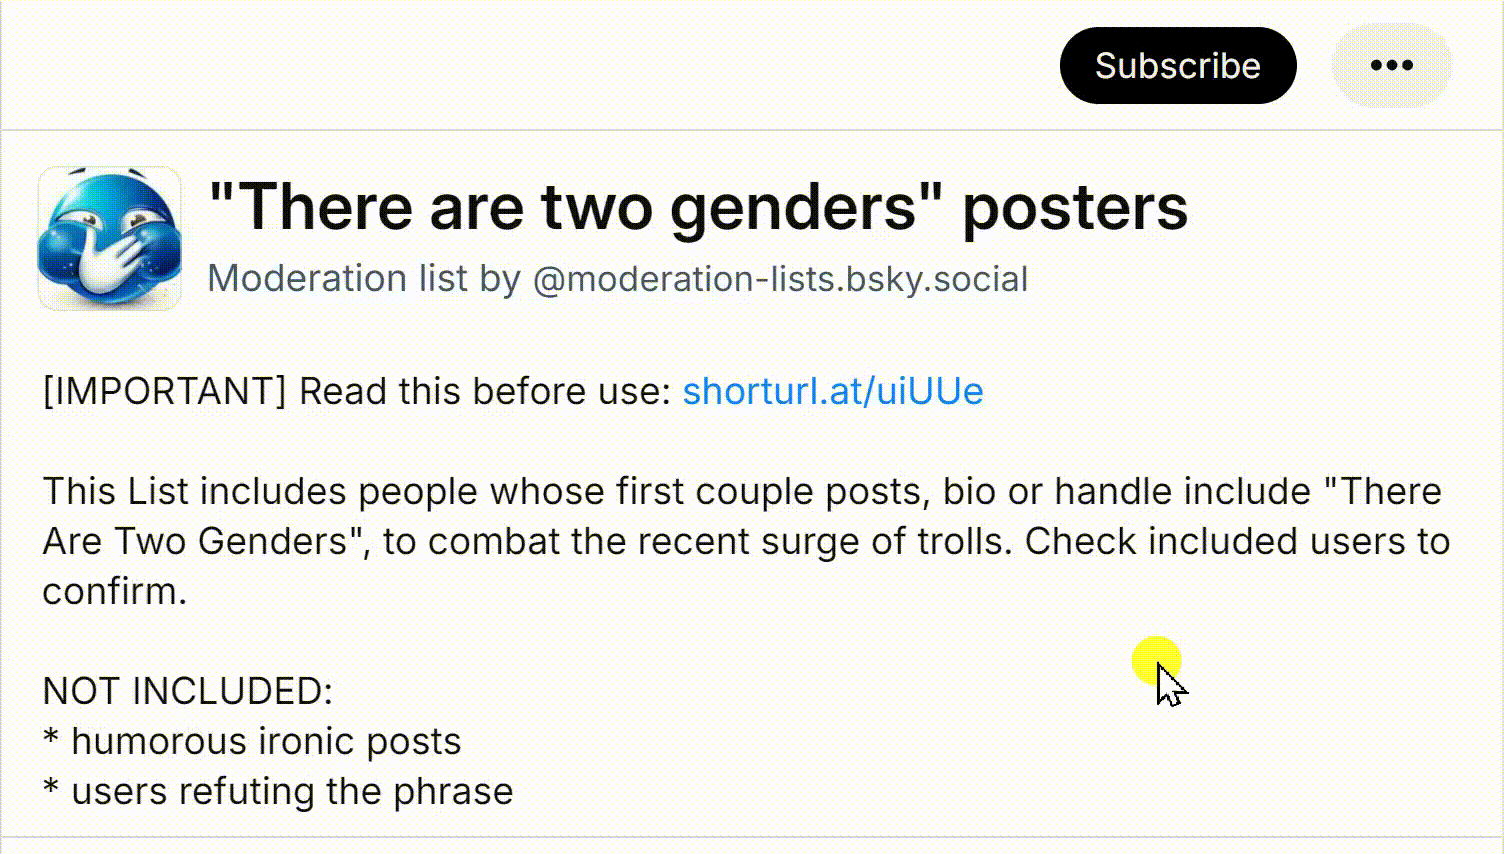 Subscribe
"There are two genders" posters
Moderation list by @moderation-lists.bsky.social
[IMPORTANT] Read this before use: shorturl.at/uiUUe
This List includes people whose first couple posts, bio or handle include "There
Are Two Genders", to combat the recent surge of trolls. Check included users to
confirm.
NOT INCLUDED:
* humorous ironic posts
* users refuting the phrase